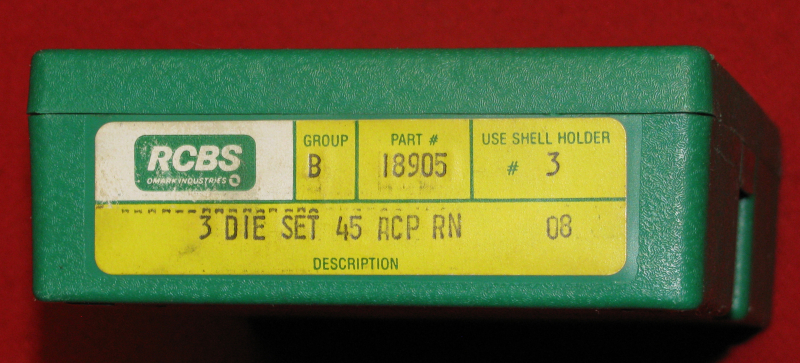 RCBS
OMARK INDUSTRIES
GROUP
B
PART #
18905
USE SHELL HOLDER
# 3
3 DIE SET 45 ACP RN 08
DESCRIPTION